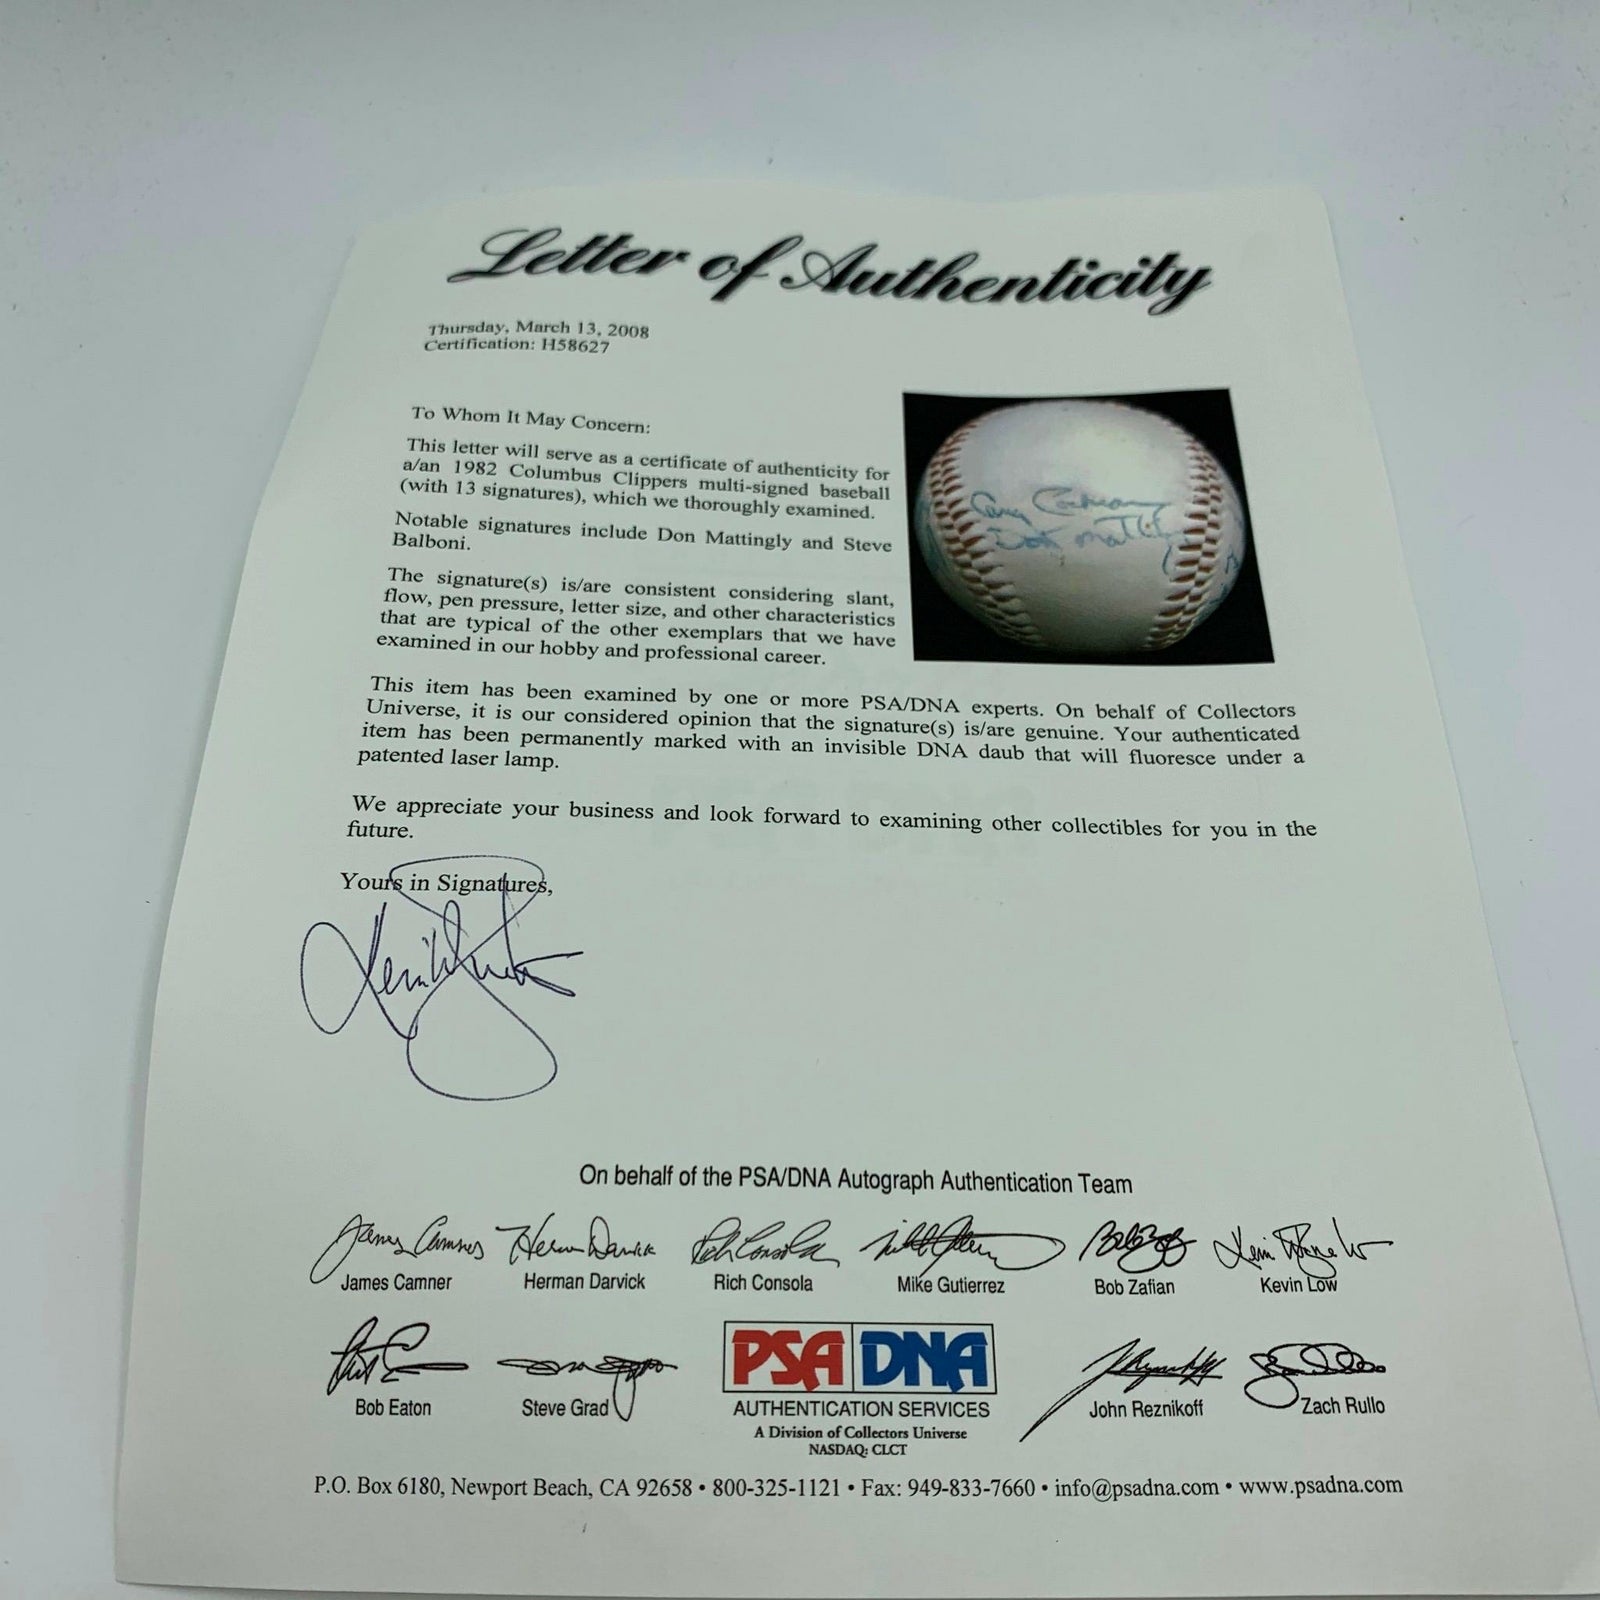 Letter of Authenticity
Thursday, March 13, 2008
Certification: H58627
To Whom It May Concern:
This letter will serve as a certificate of authenticity for
a/an 1982 Columbus Clippers multi-signed baseball
(with 13 signatures), which we thoroughly examined.
Notable signatures include Don Mattingly and Steve
Balboni.
The signature(s) is/are consistent considering slant,
flow, pen pressure, letter size, and other characteristics
that are typical of the other exemplars that we have
examined in our hobby and professional career.
Don Mattingly
This item has been examined by one or more PSA/DNA experts. On behalf of Collectors
Universe, it is our considered opinion that the signature(s) is/are genuine. Your authenticated
item has been permanently marked with an invisible DNA daub that will fluoresce under a
patented laser lamp.
We appreciate your business and look forward to examining other collectibles for you in the
future.
Yours in Signatures,
On behalf of the PSA/DNA Autograph Authentication Team
James Camner Herman Darvick Rich Consola
James Camner Herman Darvick Rich Consola Mike Gutierrez Bob Zafian Kevin Low
PSA DNA
Bob Eaton Steve Grad AUTHENTICATION SERVICES John Reznikoff Zach Rullo
A Division of Collectors Universe
NASDAQ: CLCT
P.O. Box 6180, Newport Beach, CA 92658 • 800-325-1121 • Fax: 949-833-7660 • info@psadna.com • www.psadna.com